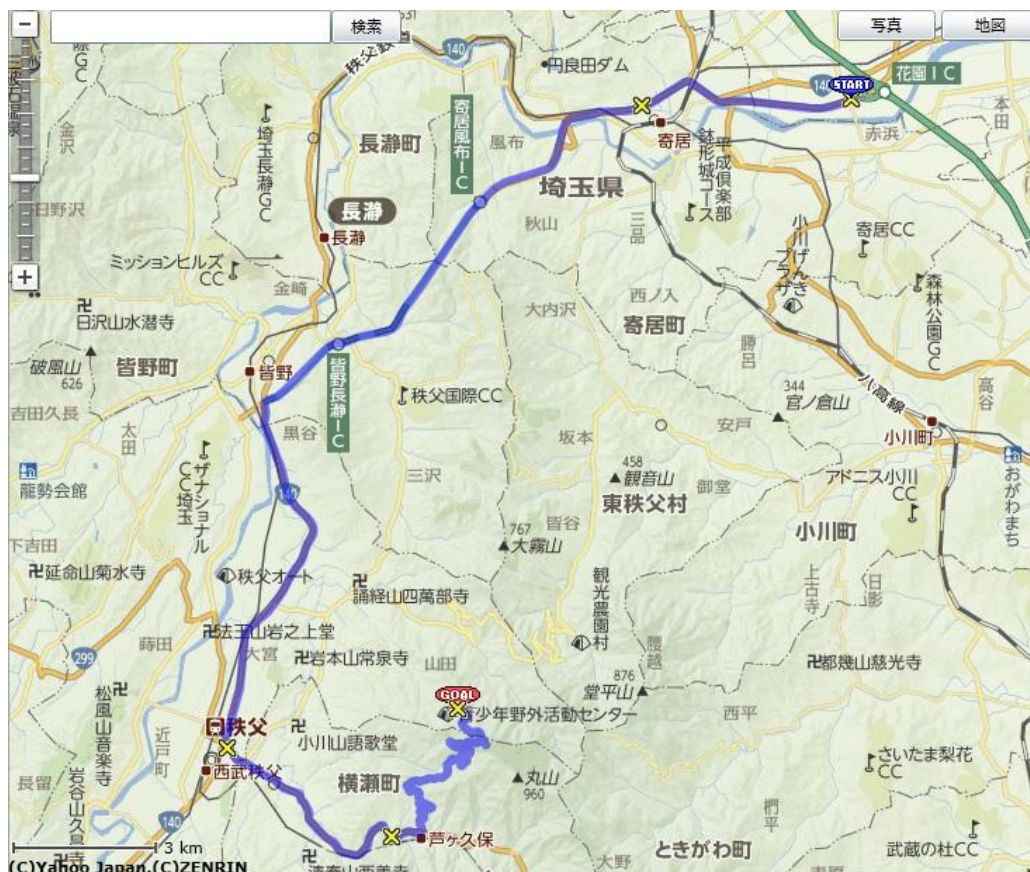 検索
写真
地図
140
円良田ダム
花園IC
START
赤浜
本田
金沢
埼玉長瀞GC
長瀞町
寄居風布IC
風布
寄居
鉢形城コース
平成倶楽部
埼玉県
日野沢
長瀞
長瀞
秋山
三品
小川げんきプラザ
寄居CC
ミッションヒルズCC
金崎
大内沢
西ノ入
寄居町
森林公園GC
日沢山水潜寺
勝呂
破風山
626
皆野町
皆野
皆野長瀞IC
秩父国際CC
344
官ノ倉山
八高線
高谷
吉田久長
太田
黒谷
坂本
安戸
小川町
ザナショナルCC埼玉
三沢
458
観音山
御堂
アドニス小川CC
おがわまち
龍勢会館
140
東秩父村
小川町
下吉田
767
大霧山
皆谷
延命山菊水寺
秩父オート
誦経山四萬部寺
観光農園村
上古寺
日影
法王山岩之上堂
蒔田
大宮
岩本山常泉寺
山田
腰越
都幾山慈光寺
299
GOAL
876
堂平山
松風山音楽寺
青少年野外活動センター
西平
近戸町
秩父
小川山語歌堂
西武秩父
横瀬町
丸山
960
さいたま梨花CC
長留
岩谷山久昌寺
芦ヶ久保
椚平
140
3 km
大野
ときがわ町
武蔵の杜CC
(C)Yahoo Japan,(C)ZENRIN